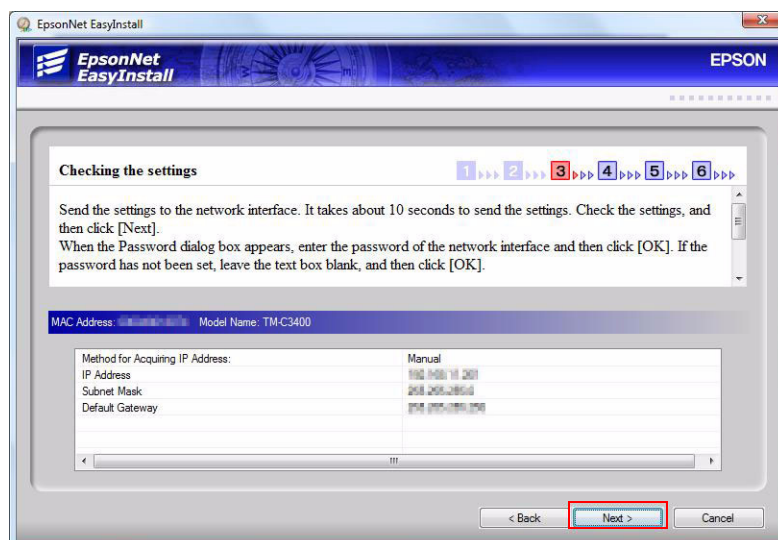 EpsonNet EasyInstall
EpsonNet
EasyInstall
EPSON
Checking the settings
1 2 3 4 5 6
Send the settings to the network interface. It takes about 10 seconds to send the settings. Check the settings, and
then click [Next].
When the Password dialog box appears, enter the password of the network interface and then click [OK]. If the
password has not been set, leave the text box blank, and then click [OK].
MAC Address: Model Name: TM-C3400
Method for Acquiring IP Address: Manual
IP Address
Subnet Mask
Default Gateway
< Back Next > Cancel